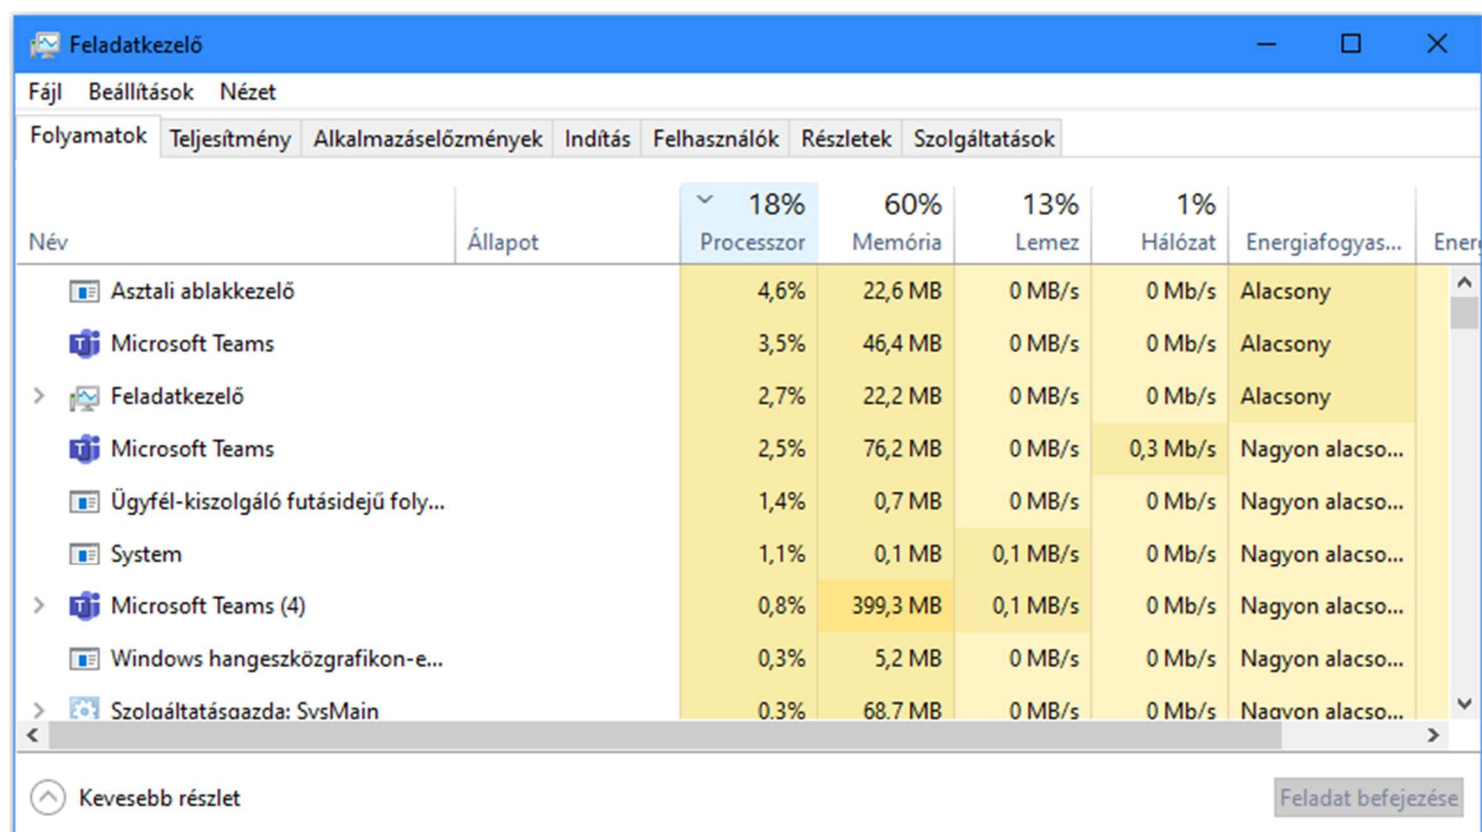 Feladatkezelő
Fájl Beállítások Nézet
Folyamatok Teljesítmény Alkalmazáselőzmények Indítás Felhasználók Részletek Szolgáltatások
18% 60% 13% 1%
Név Állapot Processzor Memória Lemez Hálózat Energiafogyas... Ener
Asztali ablakkezelő 4,6% 22,6 MB 0 MB/s 0 Mb/s Alacsony
Microsoft Teams 3,5% 46,4 MB 0 MB/s 0 Mb/s Alacsony
Feladatkezelő 2,7% 22,2 MB 0 MB/s 0 Mb/s Alacsony
Microsoft Teams 2,5% 76,2 MB 0 MB/s 0,3 Mb/s Nagyon alacso...
Ügyfél-kiszolgáló futásidejű foly... 1,4% 0,7 MB 0 MB/s 0 Mb/s Nagyon alacso...
System 1,1% 0,1 MB 0,1 MB/s 0 Mb/s Nagyon alacso...
Microsoft Teams (4) 0,8% 399,3 MB 0,1 MB/s 0 Mb/s Nagyon alacso...
Windows hangeszközgrafikon-e... 0,3% 5,2 MB 0 MB/s 0 Mb/s Nagyon alacso...
Szolgáltatásgazda: SysMain 0,3% 68,7 MB 0 MB/s 0 Mb/s Nagyon alacso...
Kevesebb részlet Feladat befejezése